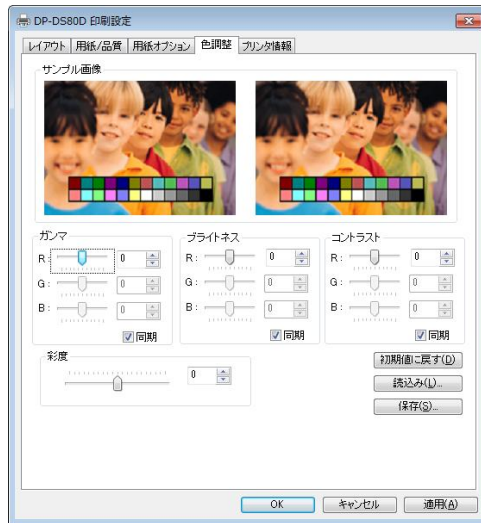 DP-DS80D 印刷設定
レイアウト 用紙/品質 用紙オプション 色調整 プリンタ情報
サンプル画像
ガンマ ブライトネス コントラスト
R: 0 R: 0 R: 0
G: 0 G: 0 G: 0
B: 0 B: 0 B: 0
同期 同期 同期
彩度
0
初期値に戻す(D)
読込み(L)...
保存(S)...
OK キャンセル 適用(A)